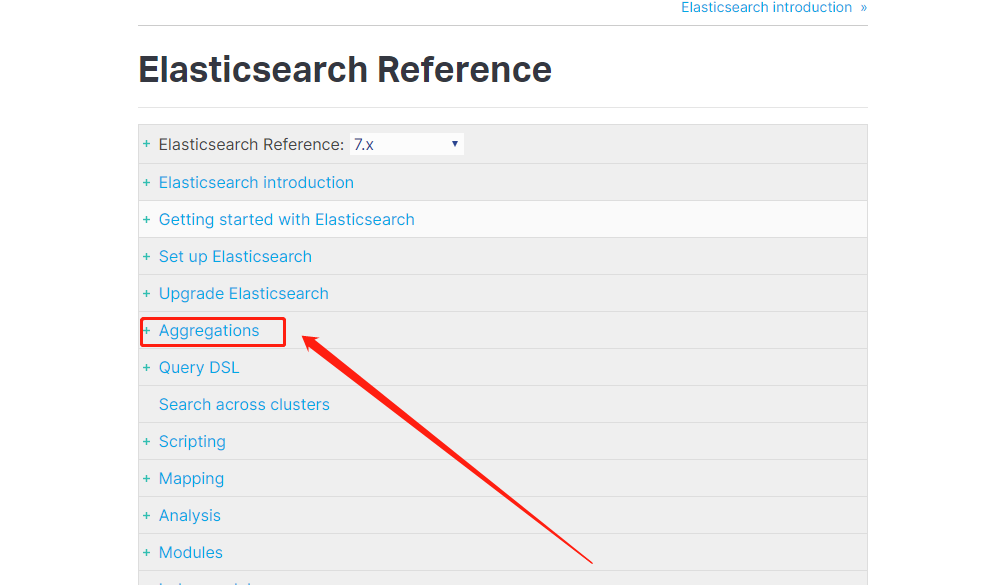 Elasticsearch introduction »
Elasticsearch Reference
+ Elasticsearch Reference: 7.x ▾
+ Elasticsearch introduction
+ Getting started with Elasticsearch
+ Set up Elasticsearch
+ Upgrade Elasticsearch
+ Aggregations
+ Query DSL
Search across clusters
+ Scripting
+ Mapping
+ Analysis
+ Modules